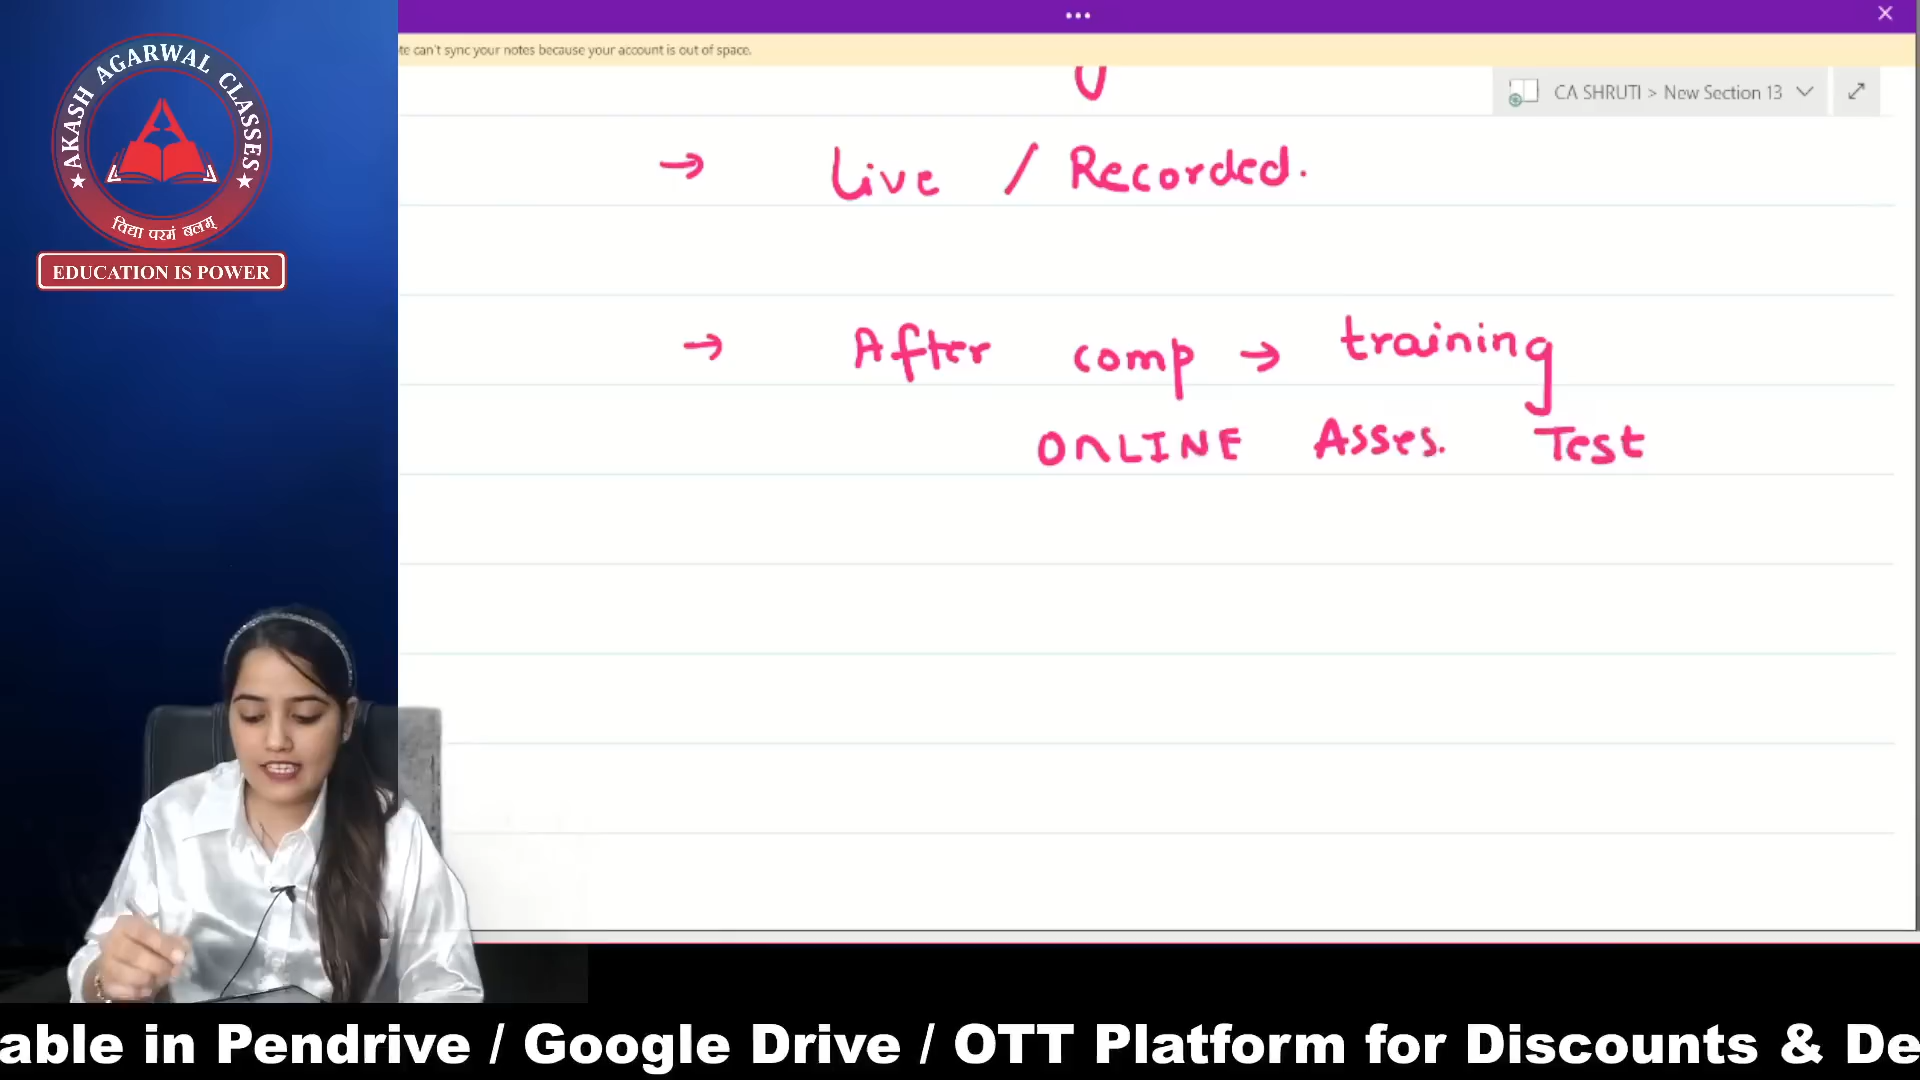 AKASH AGARWAL CLASSES
विद्या परमं बलम्
EDUCATION IS POWER
te can't sync your notes because your account is out of space.
CA SHRUTI > New Section 13
→ Live / Recorded.
→ After comp → training
ONLINE Asses. Test
able in Pendrive / Google Drive / OTT Platform for Discounts & De